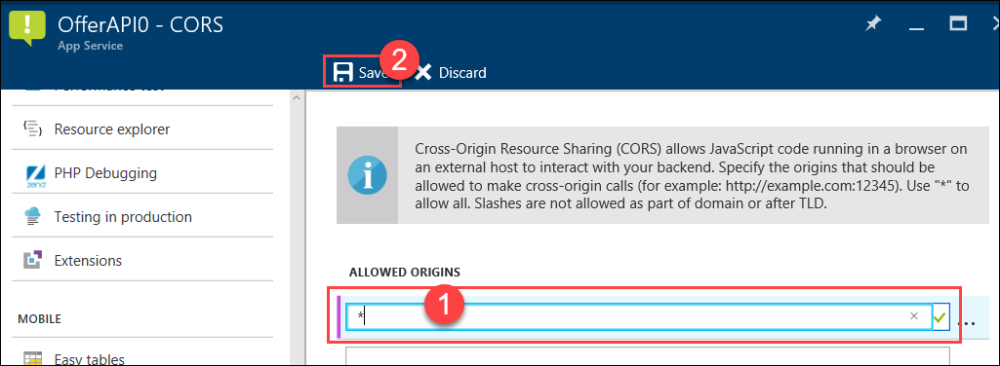 OfferAPI0 - CORS
App Service
2
Save
Discard
Performance test
Resource explorer
PHP Debugging
zend
Testing in production
Extensions
MOBILE
Easy tables
Cross-Origin Resource Sharing (CORS) allows JavaScript code running in a browser on
an external host to interact with your backend. Specify the origins that should be
allowed to make cross-origin calls (for example: http://example.com:12345). Use "*" to
allow all. Slashes are not allowed as part of domain or after TLD.
ALLOWED ORIGINS
1
*
...